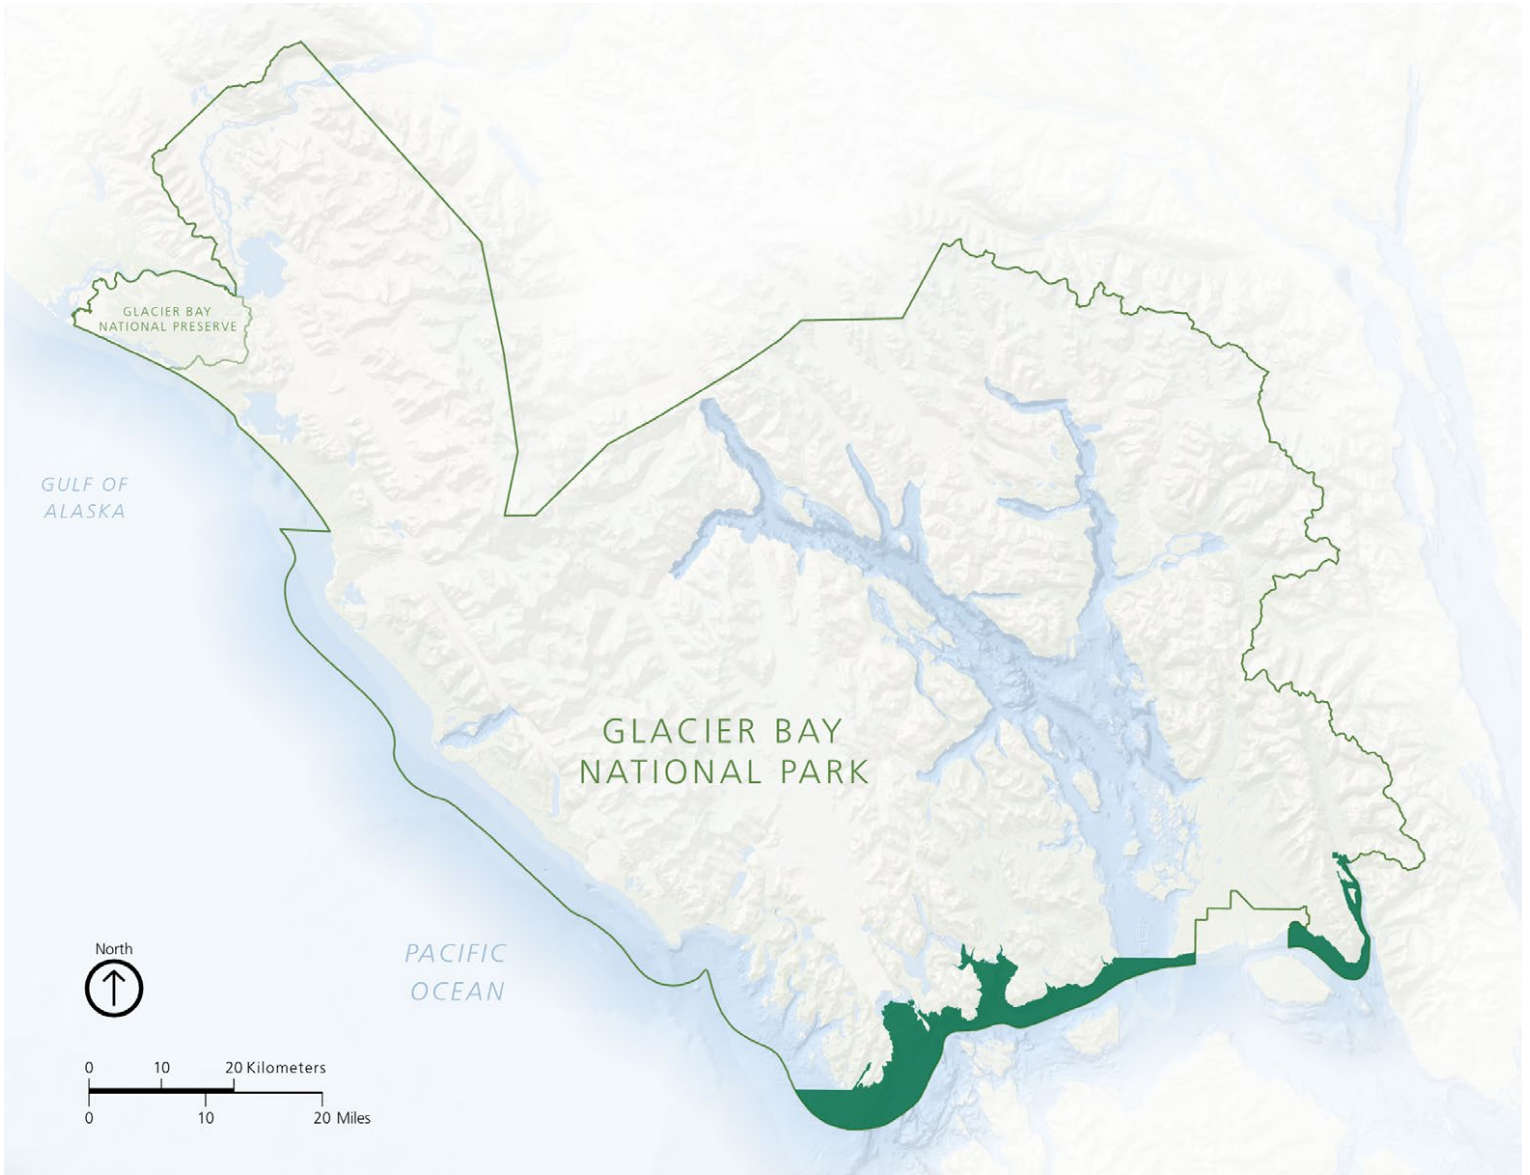 GLACIER BAY
NATIONAL PRESERVE
GULF OF
ALASKA
GLACIER BAY
NATIONAL PARK
PACIFIC
OCEAN
North
0 10 20 Kilometers
0 10 20 Miles